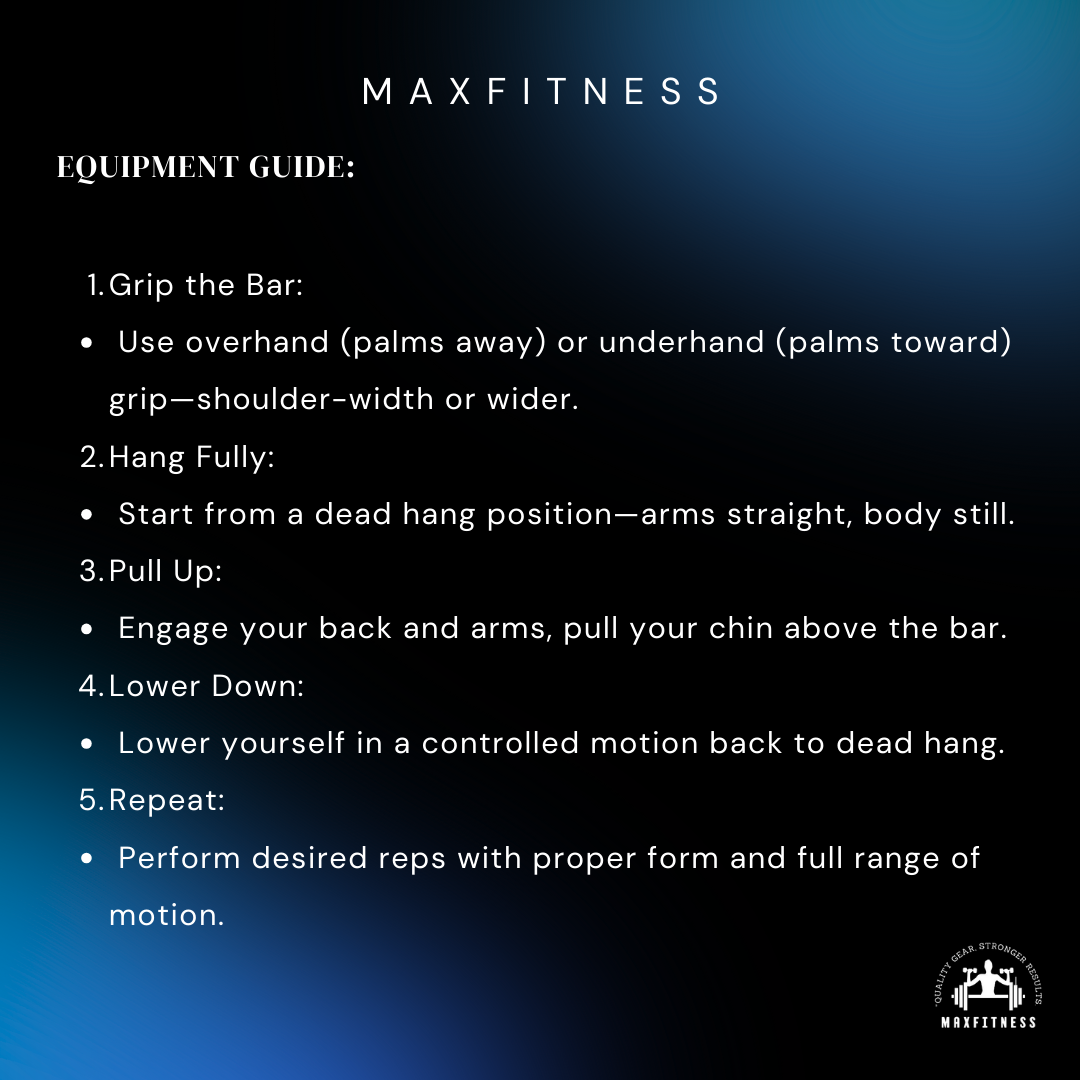 MAXFITNESS
EQUIPMENT GUIDE:
1. Grip the Bar:
• Use overhand (palms away) or underhand (palms toward)
grip—shoulder-width or wider.
2. Hang Fully:
• Start from a dead hang position—arms straight, body still.
3. Pull Up:
• Engage your back and arms, pull your chin above the bar.
4. Lower Down:
• Lower yourself in a controlled motion back to dead hang.
5. Repeat:
• Perform desired reps with proper form and full range of
motion.
"QUALITY GEAR, STRONGER RESULTS
MAXFITNESS